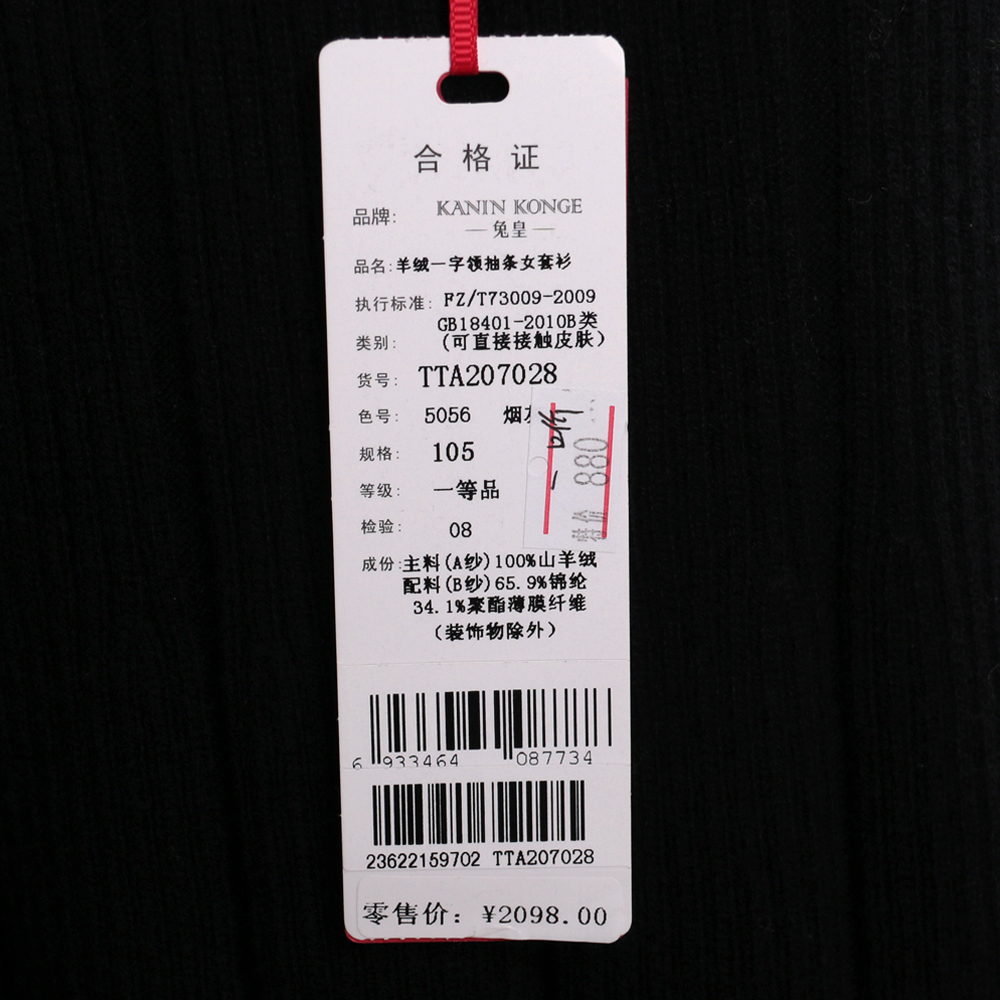 合格证
品牌: KANIN KONGE
—兔皇—
品名:羊绒一字领抽条女套衫
执行标准: FZ/T73009-2009
GB18401-2010B类
类别: (可直接接触皮肤)
货号: TTA207028
色号: 5056 烟
规格: 105
等级: 一等品
检验: 08
特价 880
成份:主料(A纱)100%山羊绒
配料(B纱)65.9%锦纶
34.1%聚酯薄膜纤维
(装饰物除外)
6 933464 087734
23622159702 TTA207028
零售价: ¥2098.00